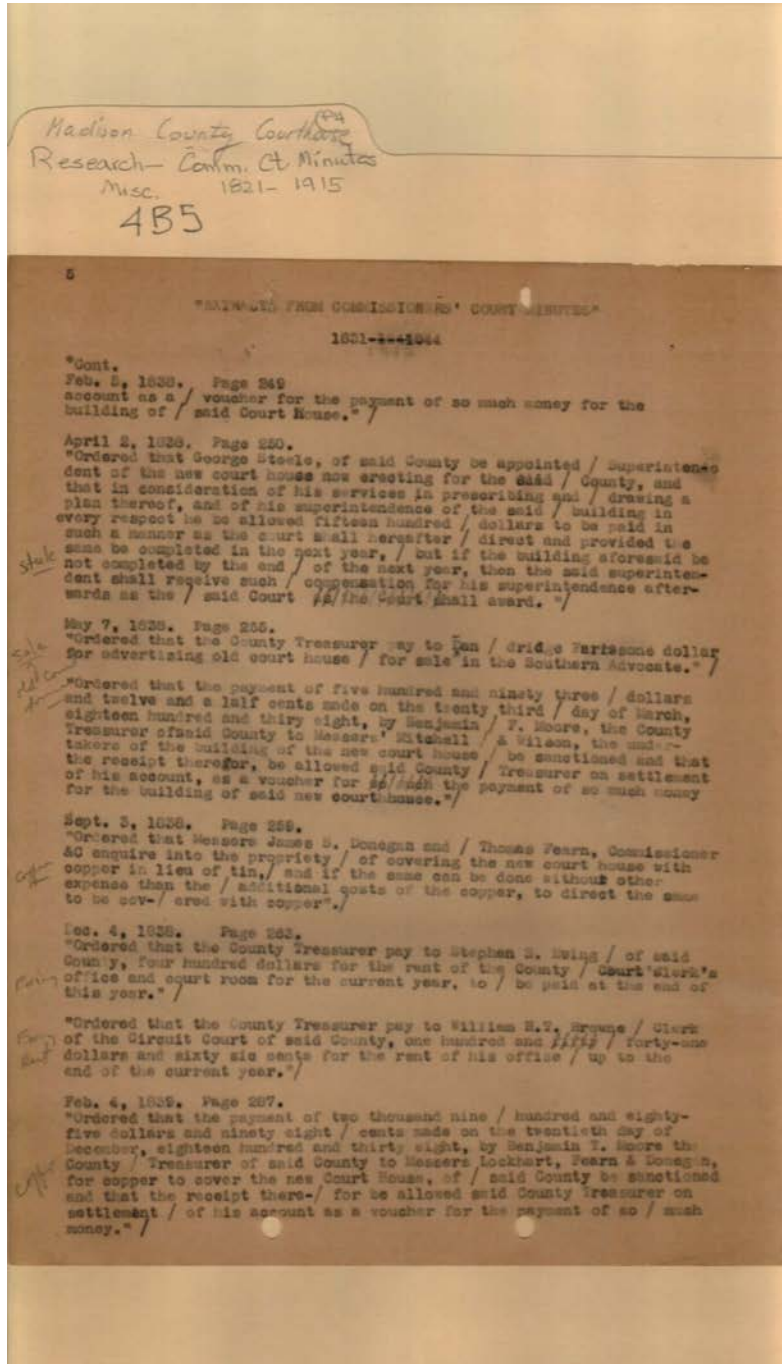 Madison County Courthouse
Research- Comm. Ct. Minutes
Misc. 1821- 1915
4B5
5
"EXTRACTS FROM COMMISSIONERS' COURT MINUTES"
"Cont.
Feb. 5, 1838. Page 249
account as a / voucher for the payment of so much money for the
building of / said Court House." /
April 2, 1838. Page 250.
"Ordered that George Steele, of said County be appointed / Superinten-
dent of the new court house now erecting for the said / County, and
that in consideration of his services in prescribing and / drawing a
plan thereof, and of his superintendence of the said / building in
every respect he be allowed fifteen hundred / dollars to be paid in
such a manner as the court shall hereafter / direct and provided the
same be completed in the next year, / but if the building aforesaid be
not completed by the end / of the next year, then the said superinten-
dent shall receive such / compensation for his superintendence after-
wards as the / said Court shall award. "/
May 7, 1838. Page 255.
"Ordered that the County Treasurer pay to / dridge dollar
for advertizing old court house / for sale in the Southern Advocate." /
Sale
old
"Ordered that the payment of five hundred and ninety three / dollars
and twelve and a lalf cents made on the twenty third / day of March,
eighteen hundred and thiry eight, by Benjamin / F. Moore, the County
Treasurer ofsaid County to Messers' Mitchell / & Wilson, the under-
takers of the building of the new court house / be sanctioned and that
the receipt therefor, be allowed said County / Treasurer on settlement
of his account, as a voucher for the payment of so much money
for the building of said new courthhouse."/
Sept. 3, 1838. Page 259.
"Ordered that Messers James B. Donegan and / Thomas Fearn, Commissioner
&C enquire into the propriety / of covering the new court house with
copper in lieu of tin,/ and if the same can be done without other
expense than the / additional costs of the copper, to direct the same
to be cov-/ ered with copper"./
Dec. 4, 1838. Page 263.
"Ordered that the County Treasurer pay to Stephen S. Ewing / of said
County, four hundred dollars for the rent of the County / Court Clerk's
office and court room for the current year, to / be paid at the end of
this year." /
"Ordered that the County Treasurer pay to William H.T. Browne / Clerk
of the Circuit Court of said County, one hundred and / forty-one
dollars and sixty sic cents for the rent of his office / up to the
end of the current year."/
Rent
Feb. 4, 1839. Page 267.
"Ordered that the payment of two thousand nine / hundred and eighty-
five dollars and ninety eight / cents made on the twentieth day of
December, eighteen hundred and thirty eight, by Benjamin T. Moore the
County / Treasurer of said County to Messers Lockhart, Fearn & Donegan,
for copper to cover the new Court House, of / said County be sanctioned
and that the receipt there-/ for be allowed said County Treasurer on
settlement / of his account as a voucher for the payment of so / much
money." /
copper